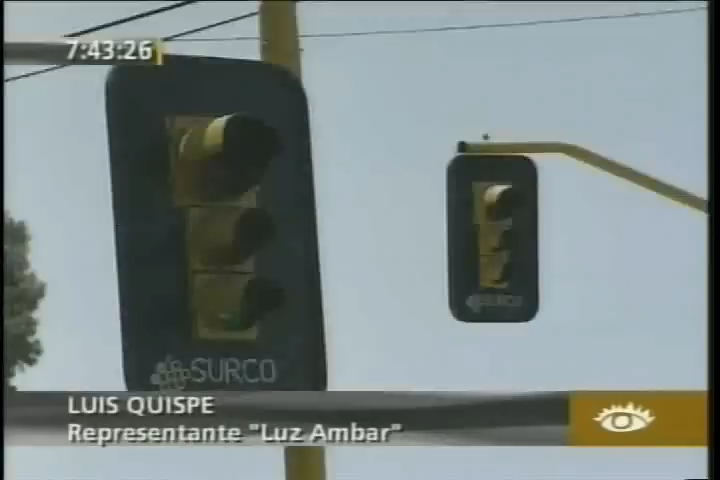 7:43:26
SURCO
SURCO
LUIS QUISPE
Representante "Luz Ambar"